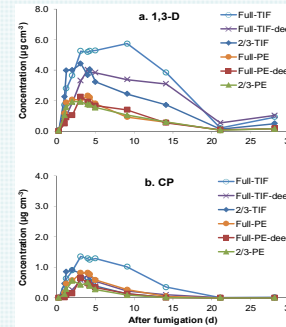 a. 1,3-D
Concentration (µg cm⁻³)
8.0
6.0
4.0
2.0
0.0
0 5 10 15 20 25
Full-TIF
Full-TIF-dee
2/3-TIF
Full-PE
Full-PE-dee
2/3-PE
b. CP
Concentration (µg cm⁻³)
4.0
3.0
2.0
1.0
0.0
0 5 10 15 20 25
After fumigation (d)
Full-TIF
Full-TIF-dee
2/3-TIF
Full-PE
Full-PE-dee
2/3-PE